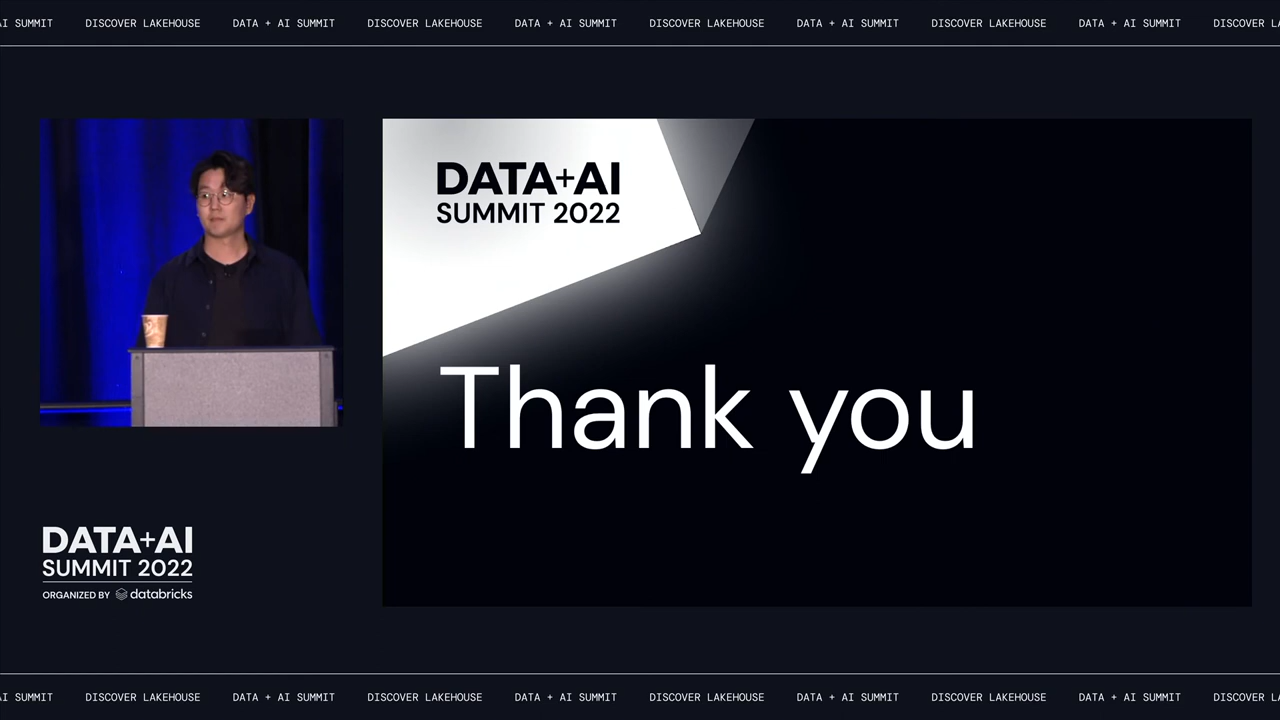 AI SUMMIT DISCOVER LAKEHOUSE DATA + AI SUMMIT DISCOVER LAKEHOUSE DATA + AI SUMMIT DISCOVER LAKEHOUSE DATA + AI SUMMIT DISCOVER LAKEHOUSE DATA + AI SUMMIT DISCOVER LA
DATA+AI
SUMMIT 2022
Thank you
DATA+AI
SUMMIT 2022
ORGANIZED BY databricks
AI SUMMIT DISCOVER LAKEHOUSE DATA + AI SUMMIT DISCOVER LAKEHOUSE DATA + AI SUMMIT DISCOVER LAKEHOUSE DATA + AI SUMMIT DISCOVER LAKEHOUSE DATA + AI SUMMIT DISCOVER LA